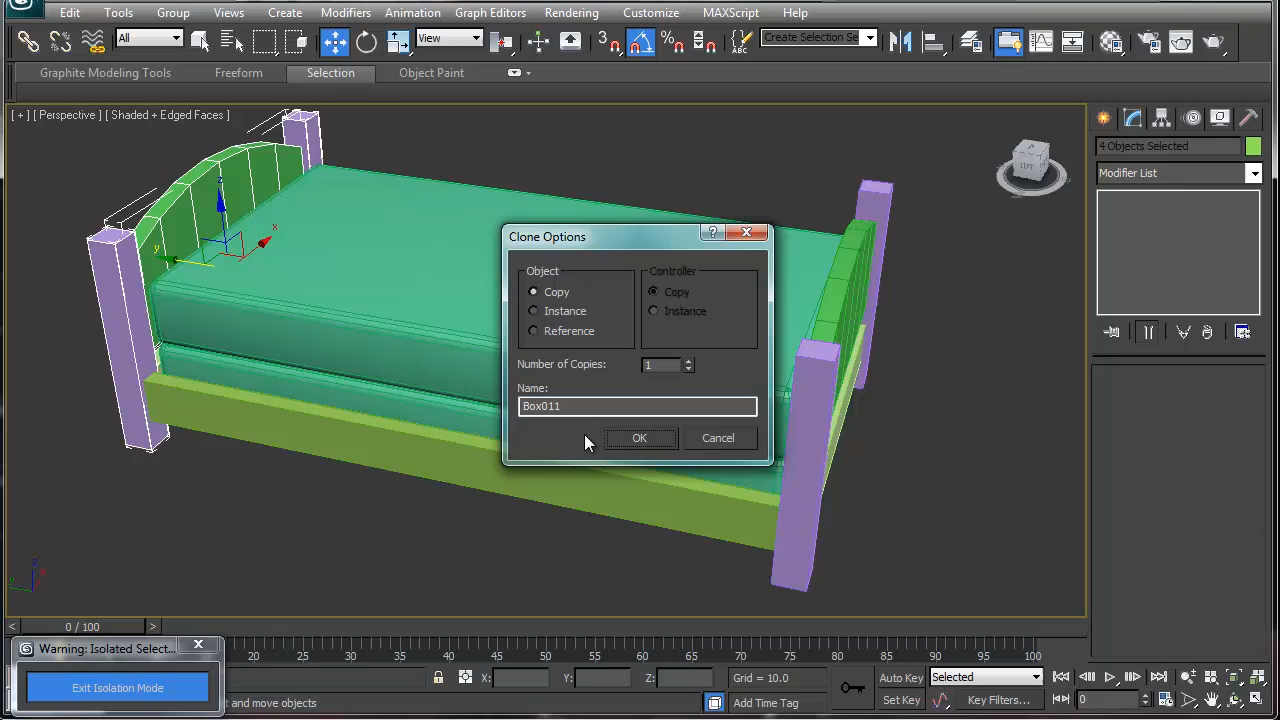 Edit Tools Group Views Create Modifiers Animation Graph Editors Rendering Customize MAXScript Help
All View 3 Create Selection Se
Graphite Modeling Tools Freeform Selection Object Paint
[ + ] [ Perspective ] [ Shaded + Edged Faces ]
4 Objects Selected
Modifier List
LEFT
z
x
y
Clone Options
Object
Copy
Instance
Reference
Controller
Copy
Instance
Number of Copies: 1
Name:
Box011
OK Cancel
z
x
y
< 0 / 100 >
Warning: Isolated Select...
Exit Isolation Mode
20 25 30 35 40 45 50 55 60 65 70 75 80 85 90 95 100
X: Y: Z: Grid = 10.0 Auto Key Selected
t and move objects Add Time Tag Set Key Key Filters... 0